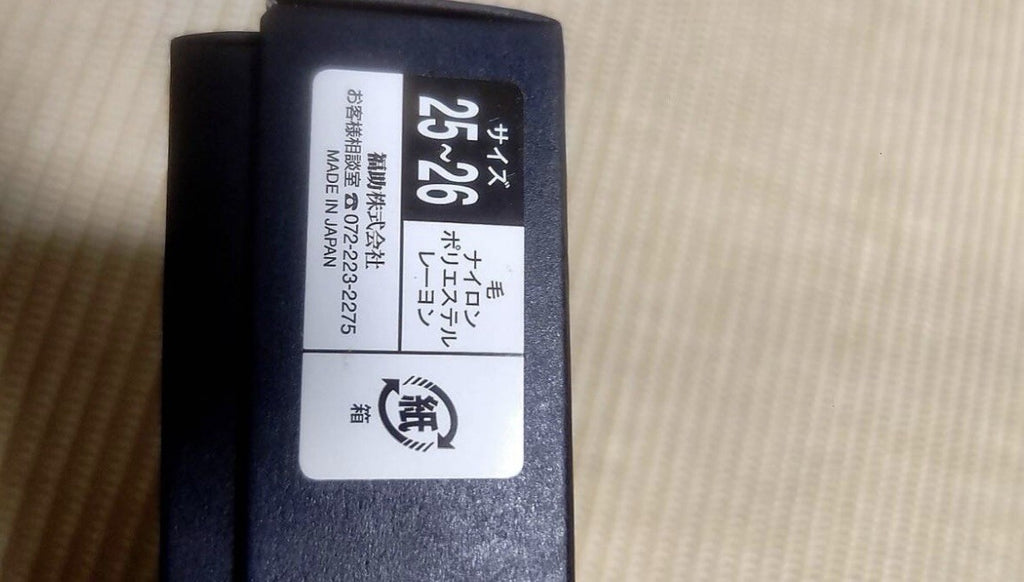 サイズ
25~26
毛
ナイロン
ポリエステル
レーヨン
福助株式会社
お客様相談室☎072-223-2275
MADE IN JAPAN
紙
箱